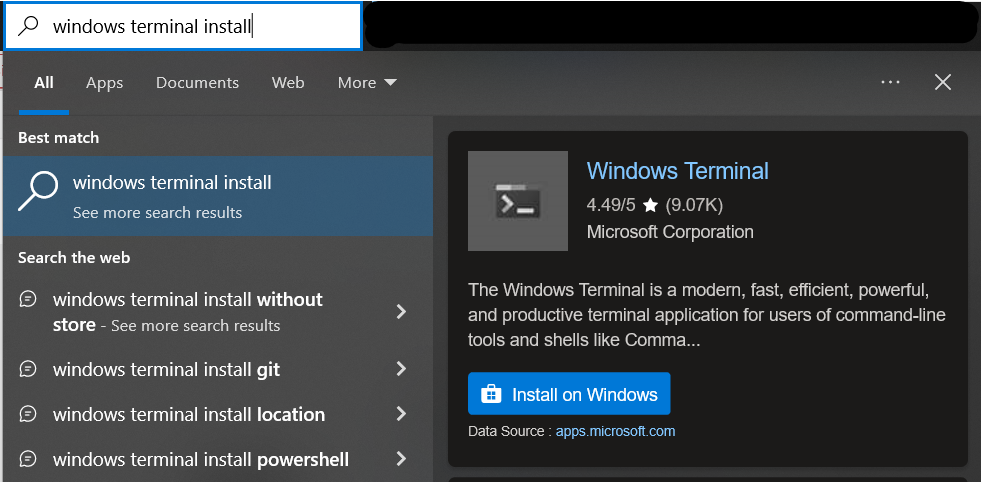 windows terminal install
All Apps Documents Web More
Best match
windows terminal install
See more search results
Search the web
windows terminal install without
store - See more search results
windows terminal install git
windows terminal install location
windows terminal install powershell
Windows Terminal
4.49/5 ★ (9.07K)
Microsoft Corporation
The Windows Terminal is a modern, fast, efficient, powerful,
and productive terminal application for users of command-line
tools and shells like Comma...
Install on Windows
Data Source : apps.microsoft.com